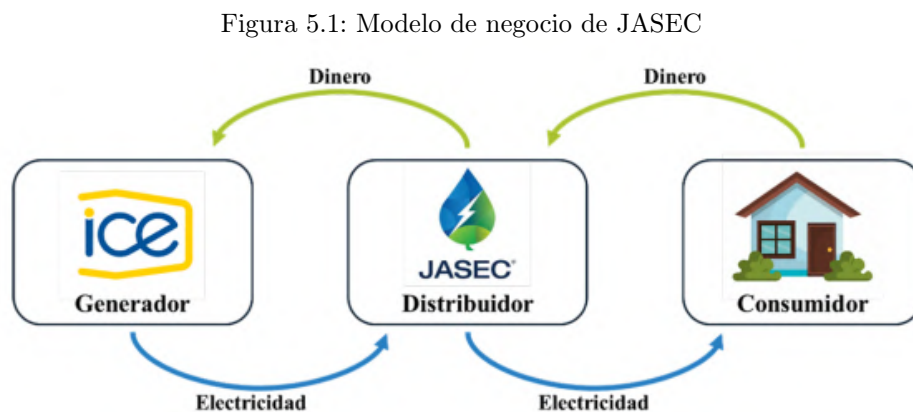 Figura 5.1: Modelo de negocio de JASEC
Dinero
Dinero
ice
JASEC
Generador
Distribuidor
Consumidor
Electricidad
Electricidad